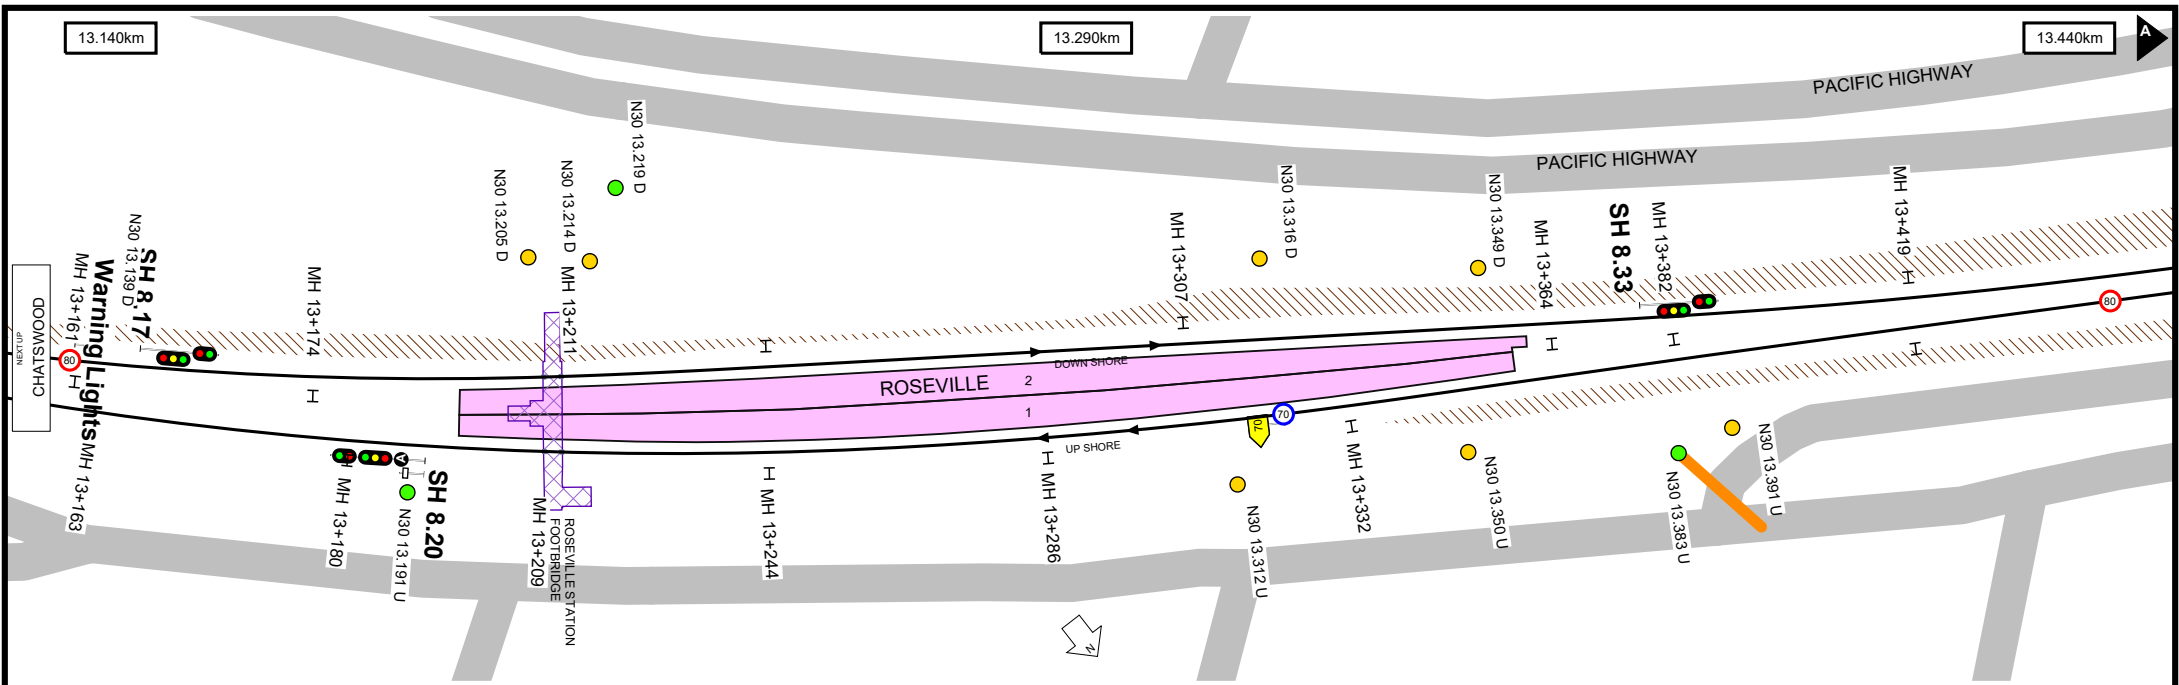 13.140km
13.290km
13.440km
A
PACIFIC HIGHWAY
PACIFIC HIGHWAY
N30 13.219 D
N30 13.205 D
N30 13.214 D
N30 13.316 D
N30 13.349 D
MH 13+419
SH 8.33
MH 13+382
MH 13+364
MH 13+307
MH 13+211
MH 13+174
N30 13.139 D
SH 8.17
MH 13+161
Warning Lights
CHATSWOOD
NEXT UP
80
80
DOWN SHORE
ROSEVILLE
2
1
UP SHORE
70
70
A
MH 13+163
MH 13+180
N30 13.191 U
SH 8.20
MH 13+209
ROSEVILLE STATION
FOOTBRIDGE
MH 13+244
MH 13+286
N30 13.312 U
MH 13+332
N30 13.350 U
N30 13.383 U
N30 13.391 U
N